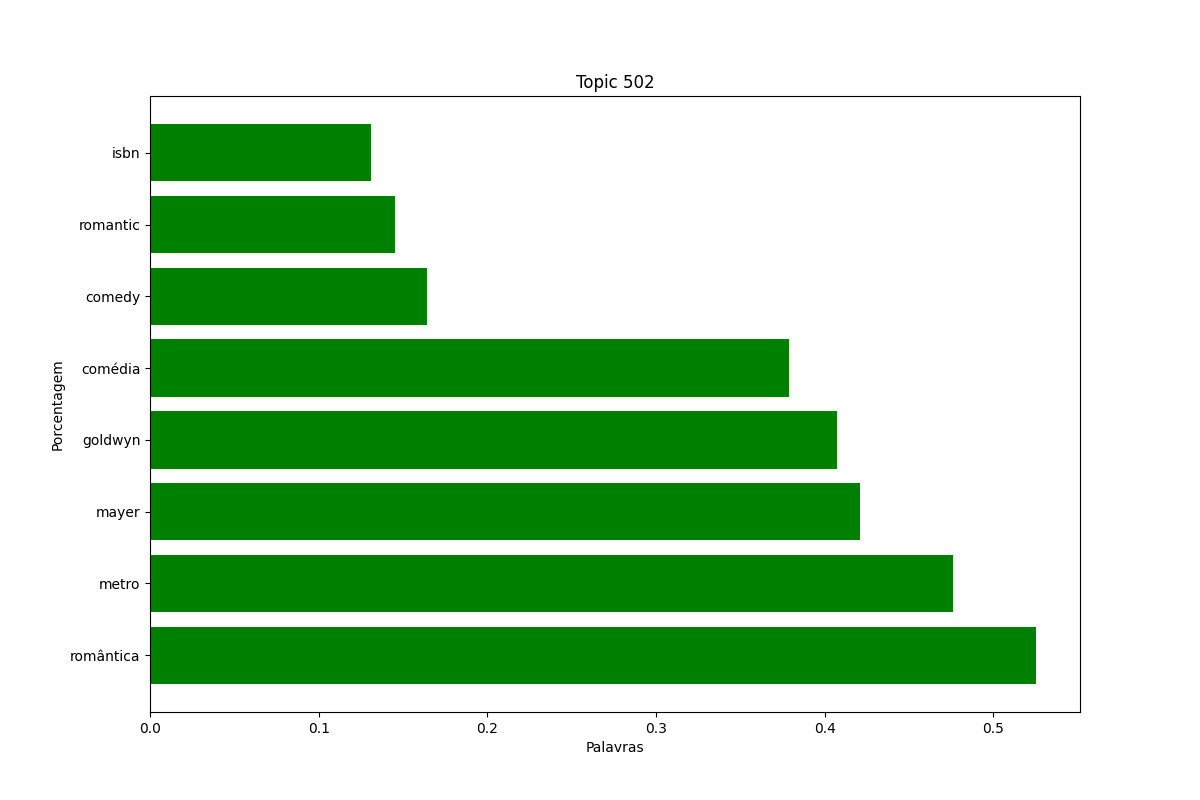 Topic 502
isbn
romantic
comedy
comédia
goldwyn
mayer
metro
romântica
Porcentagem
0.0 0.1 0.2 0.3 0.4 0.5
Palavras